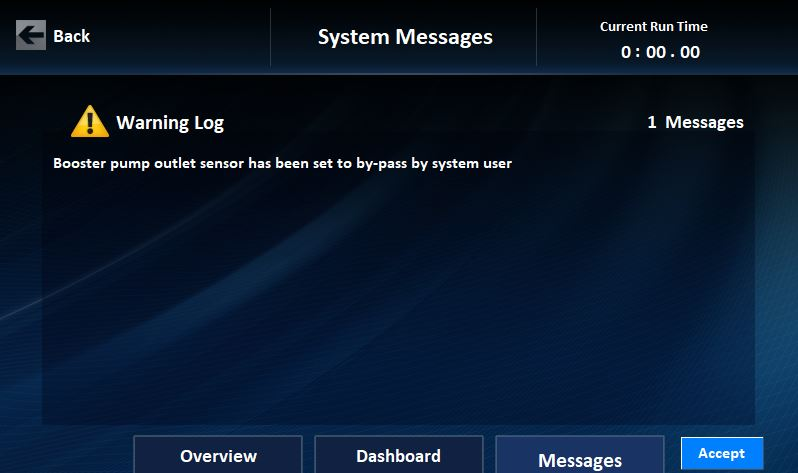 Back
System Messages
Current Run Time
0 : 00 . 00
Warning Log
1 Messages
Booster pump outlet sensor has been set to by-pass by system user
Overview
Dashboard
Messages
Accept